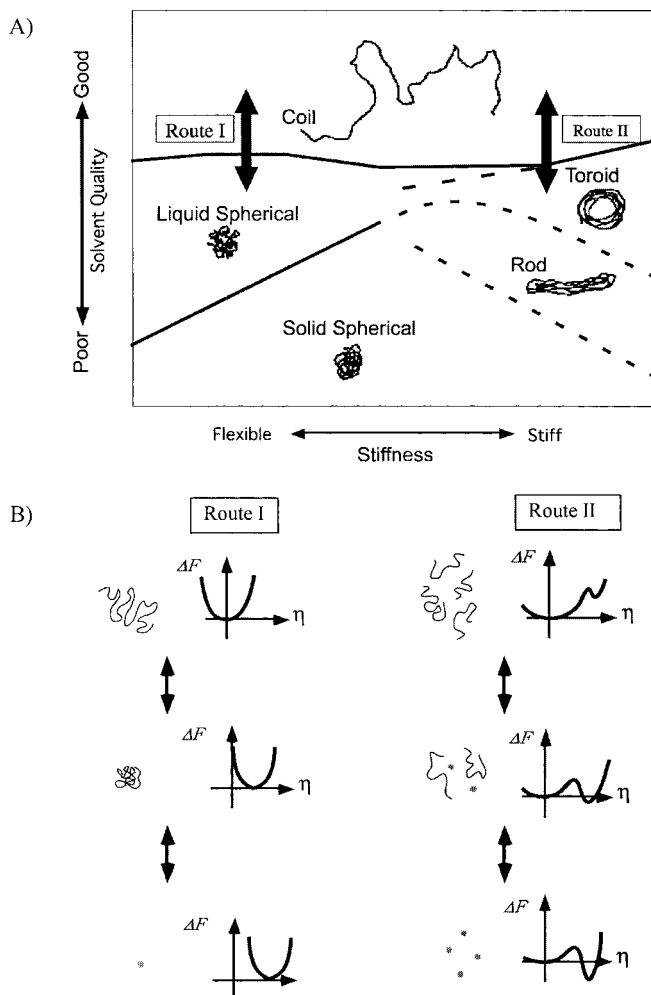 A)
Good
Solvent Quality
Poor
Route I
Coil
Route II
Toroid
Liquid Spherical
Rod
Solid Spherical
Flexible
Stiff
Stiffness
B)
Route I
Route II
ΔF
η
ΔF
η
ΔF
η
ΔF
η
ΔF
ΔF
η